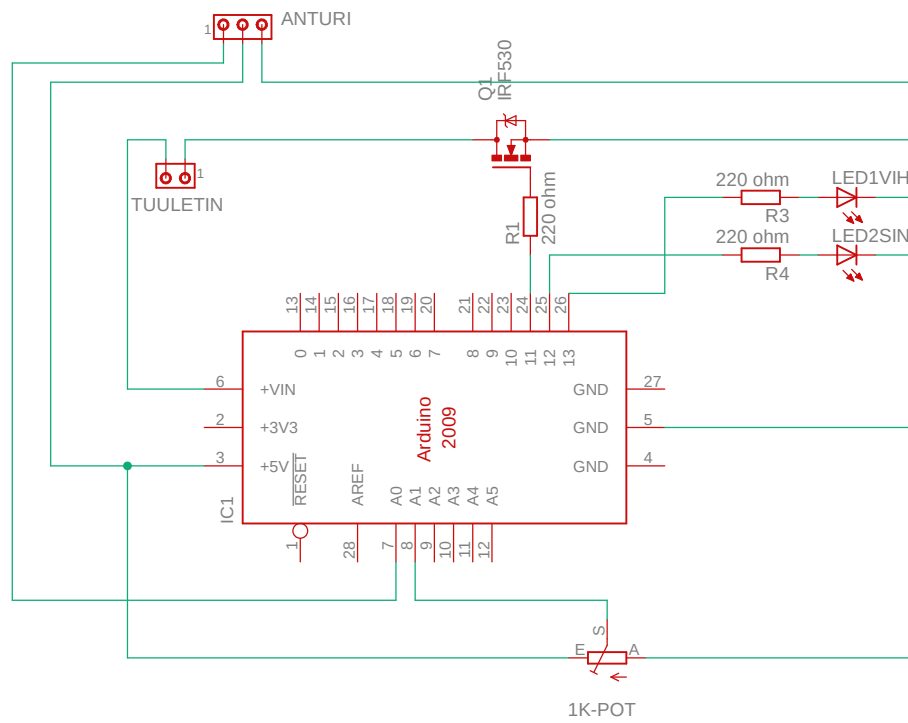 1
ANTURI
Q1
IRF530
1
TUULETIN
R1
220 ohm
220 ohm
R3
LED1VIH
220 ohm
R4
LED2SIN
13
14
15
16
17
18
19
20
21
22
23
24
25
26
0
1
2
3
4
5
6
7
8
9
10
11
12
13
6
+VIN
2
+3V3
3
+5V
Arduino
2009
GND
27
GND
5
GND
4
IC1
RESET
AREF
A0
A1
A2
A3
A4
A5
1
28
7
8
9
10
11
12
S
E
A
1K-POT